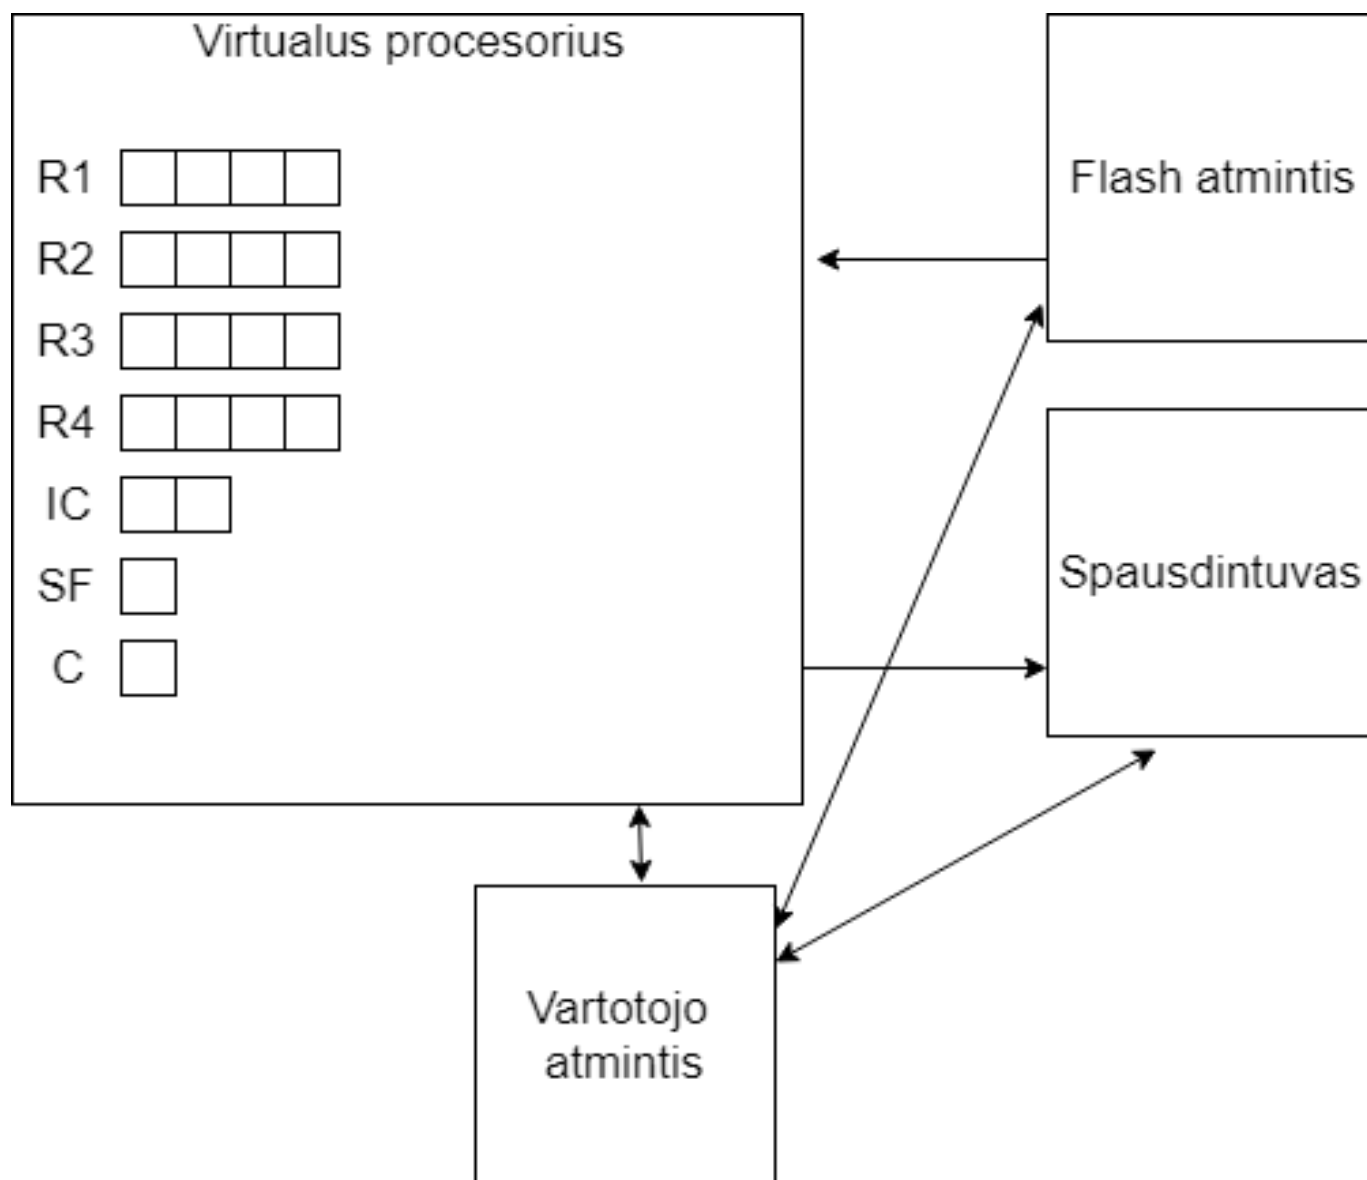 Virtualus procesorius
R1
R2
R3
R4
IC
SF
C
Flash atmintis
Spausdintuvas
Vartotojo
atmintis